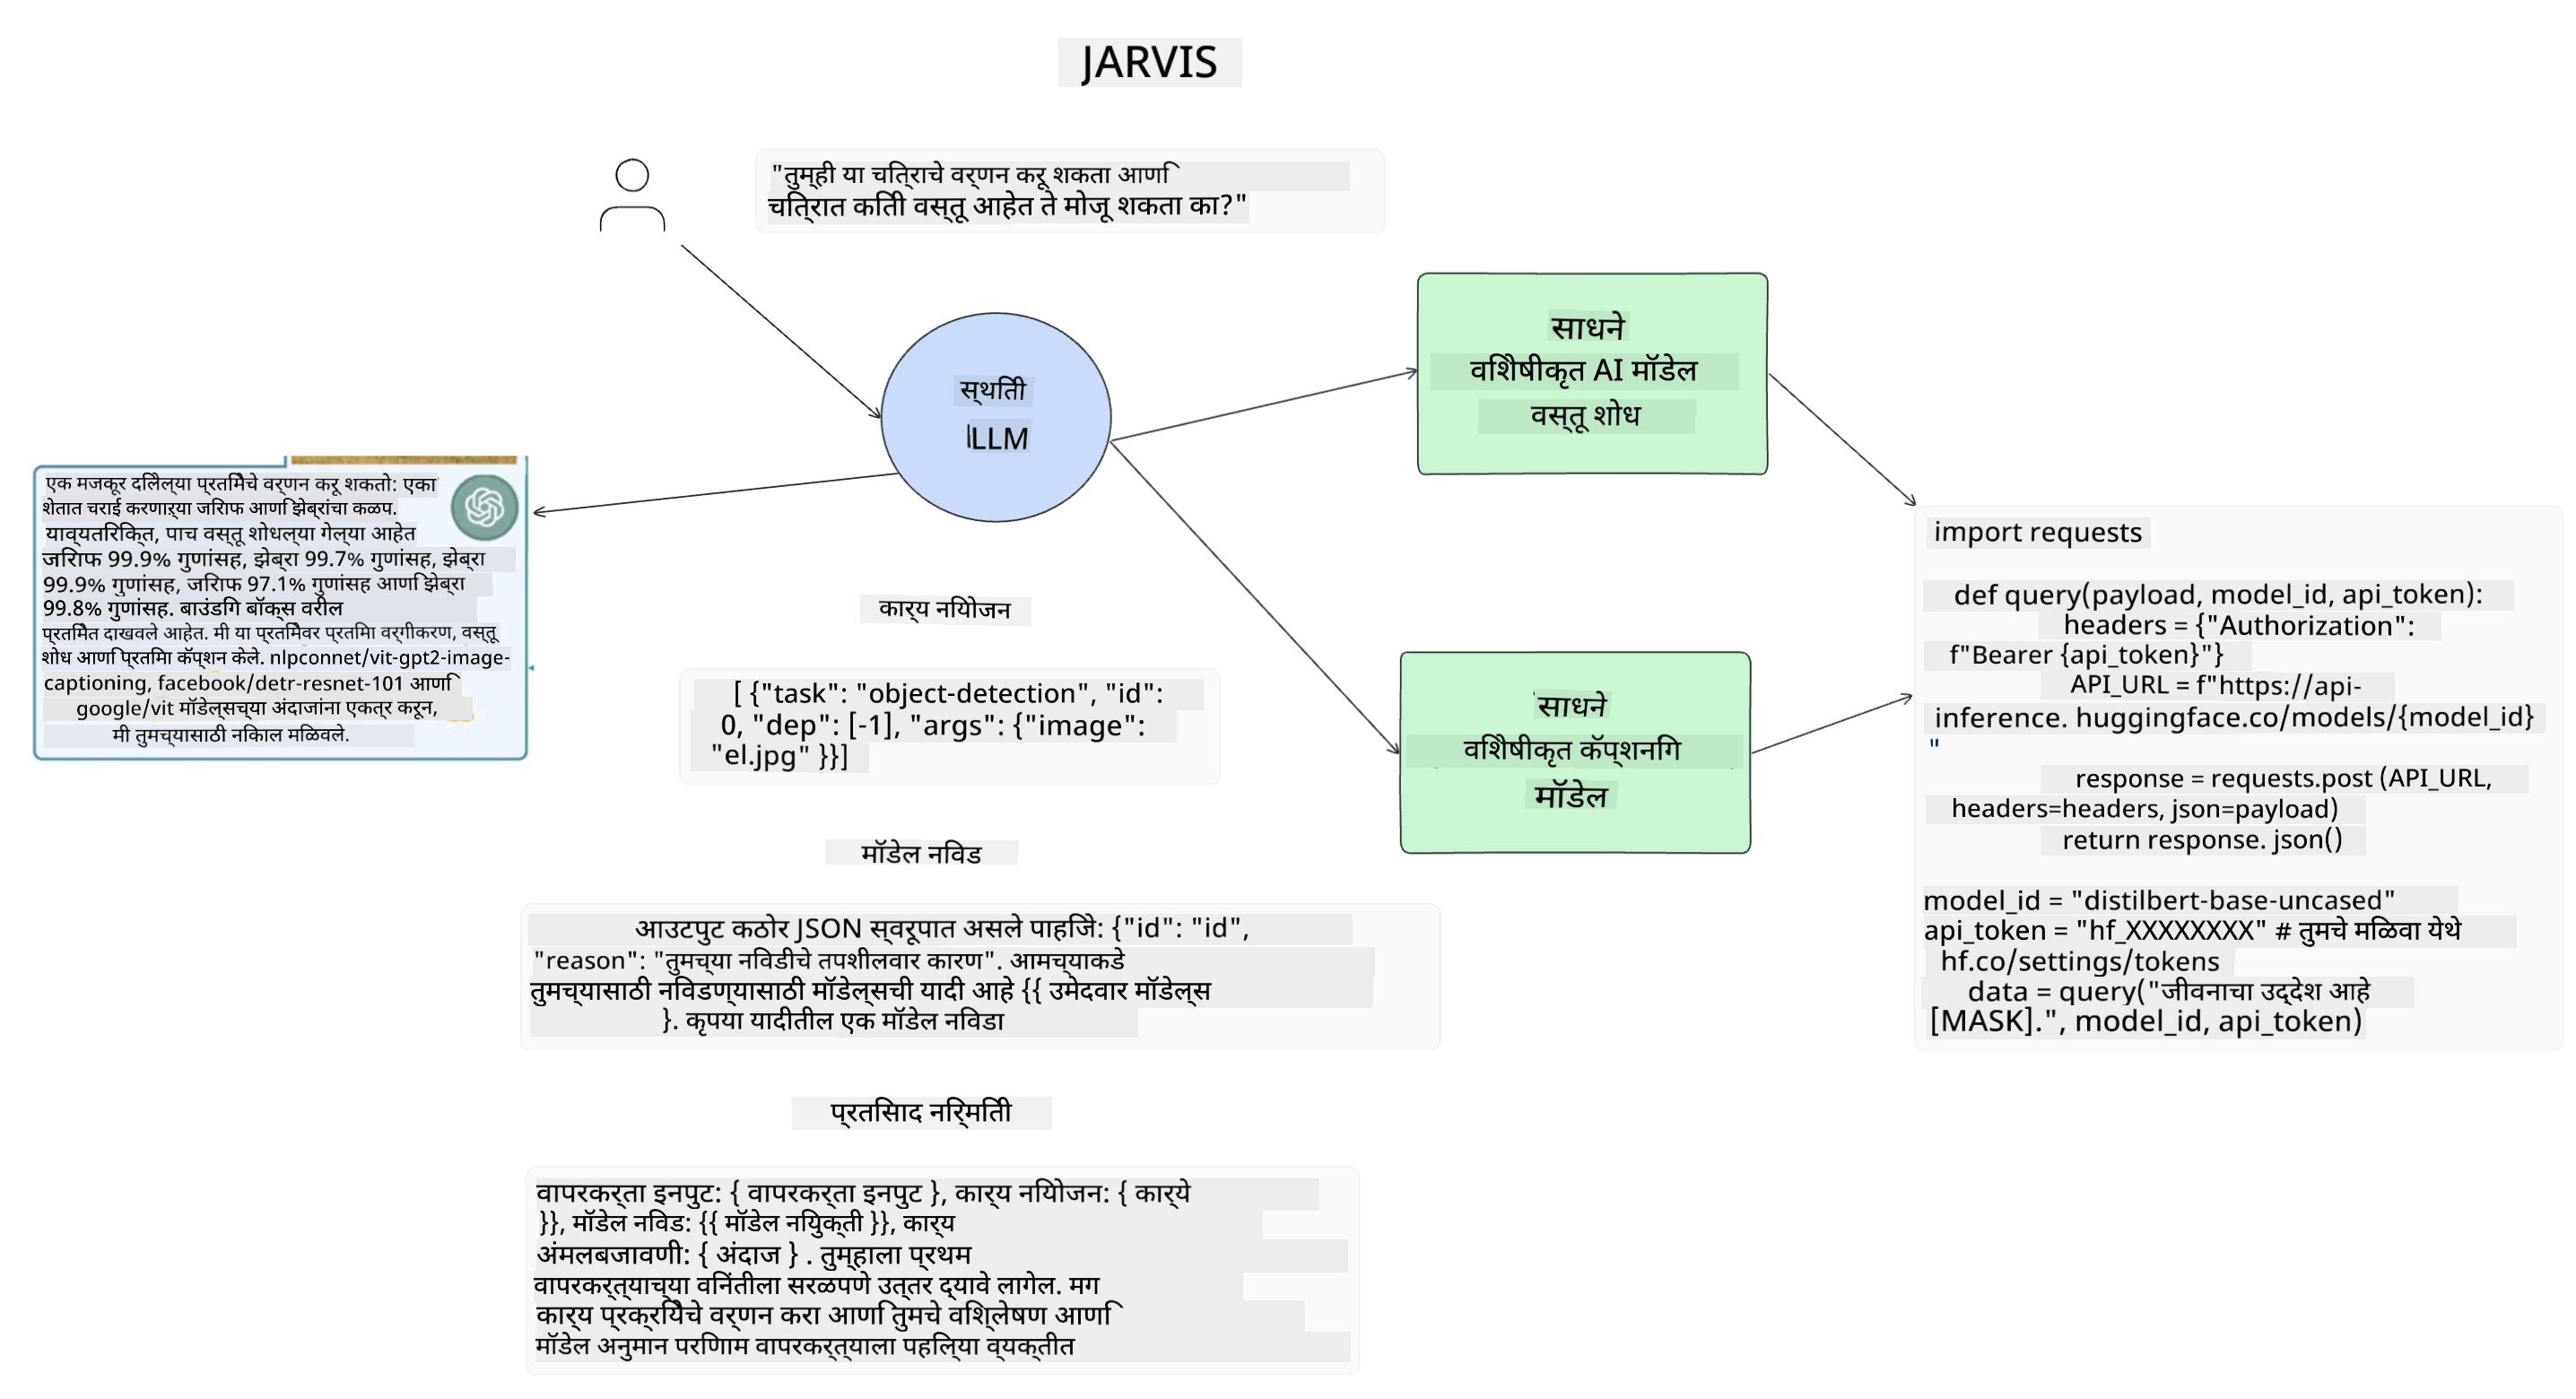 JARVIS
"तुम्ही या चित्राचे वर्णन करू शकता आणि
चित्रात किती वस्तू आहेत ते मोजू शकता का?"
स्थिती
LLM
साधने
विशेषीकृत AI मॉडेल
वस्तू शोध
एक मजकूर दिलेल्या प्रतिमेचे वर्णन करू शकतो: एका
शेतात चराई करणाऱ्या जिराफ आणि झेब्रांचा कळप.
याव्यतिरिक्त, पाच वस्तू शोधल्या गेल्या आहेत
जिराफ 99.9% गुणांसह, झेब्रा 99.7% गुणांसह, झेब्रा
99.9% गुणांसह, जिराफ 97.1% गुणांसह आणि झेब्रा
99.8% गुणांसह. बाउंडिंग बॉक्स वरील
प्रतिमेत दाखवले आहेत. मी या प्रतिमेवर प्रतिमा वर्गीकरण, वस्तू
शोध आणि प्रतिमा कॅप्शन केले. nlpconnet/vit-gpt2-image-
captioning, facebook/detr-resnet-101 आणि
google/vit मॉडेल्सच्या अंदाजांना एकत्र करून,
मी तुमच्यासाठी निकाल मिळवले.
कार्य नियोजन
[ {"task": "object-detection", "id":
0, "dep": [-1], "args": {"image":
"el.jpg" }}]
साधने
विशेषीकृत कॅप्शनिंग
मॉडेल
import requests
def query(payload, model_id, api_token):
headers = {"Authorization":
f"Bearer {api_token}"}
API_URL = f"https://api-
inference. huggingface.co/models/{model_id}
"
response = requests.post (API_URL,
headers=headers, json=payload)
return response. json()
model_id = "distilbert-base-uncased"
api_token = "hf_XXXXXXXX" # तुमचे मिळवा येथे
hf.co/settings/tokens
data = query("जीवनाचा उद्देश आहे
[MASK].", model_id, api_token)
मॉडेल निवड
आउटपुट कठोर JSON स्वरूपात असले पाहिजे: {"id": "id",
"reason": "तुमच्या निवडीचे तपशीलवार कारण". आमच्याकडे
तुमच्यासाठी निवडण्यासाठी मॉडेल्सची यादी आहे {{ उमेदवार मॉडेल्स
}. कृपया यादीतील एक मॉडेल निवडा
प्रतिसाद निर्मिती
वापरकर्ता इनपुट: { वापरकर्ता इनपुट }, कार्य नियोजन: { कार्ये
}}, मॉडेल निवड: {{ मॉडेल नियुक्ती }}, कार्य
अंमलबजावणी: { अंदाज } . तुम्हाला प्रथम
वापरकर्त्याच्या विनंतीला सरळपणे उत्तर द्यावे लागेल. मग
कार्य प्रक्रियेचे वर्णन करा आणि तुमचे विश्लेषण आणि
मॉडेल अनुमान परिणाम वापरकर्त्याला पहिल्या व्यक्तीत